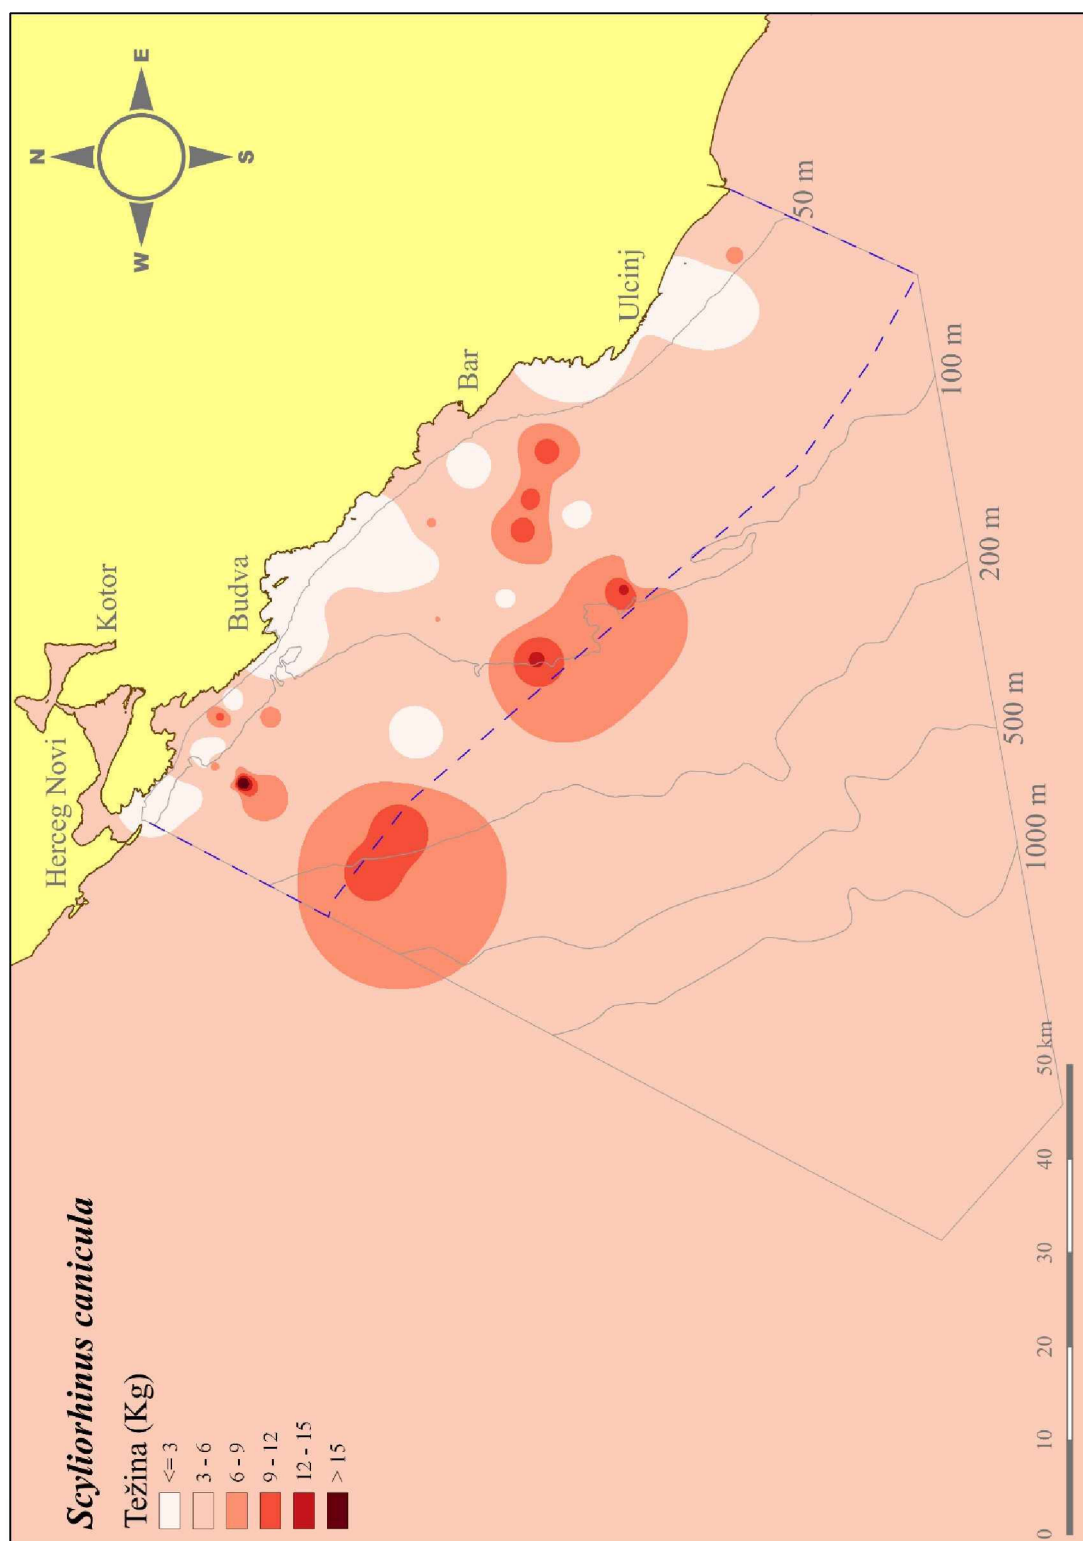 Scyliorhinus canicula
Težina (Kg)
<= 3
3 - 6
6 - 9
9 - 12
12 - 15
> 15
N
E
S
W
Herceg Novi
Kotor
Budva
Bar
Ulcinj
50 m
100 m
200 m
500 m
1000 m
0
10
20
30
40
50 km